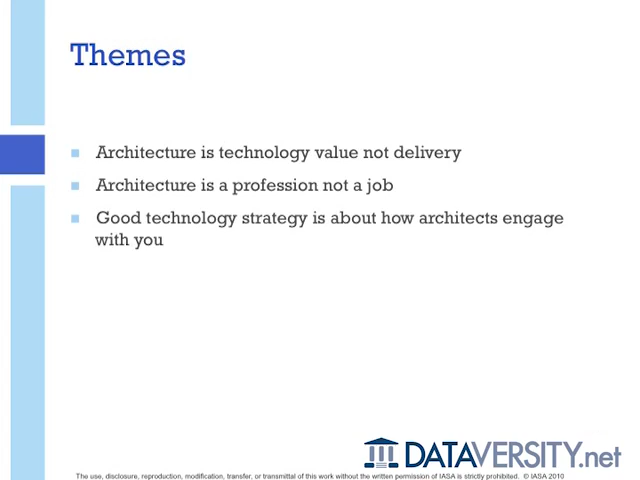 Themes
Architecture is technology value not delivery
Architecture is a profession not a job
Good technology strategy is about how architects engage
with you
DATAVERSITY.net
The use, disclosure, reproduction, modification, transfer, or transmittal of this work without the written permission of IASA is strictly prohibited. © IASA 2010